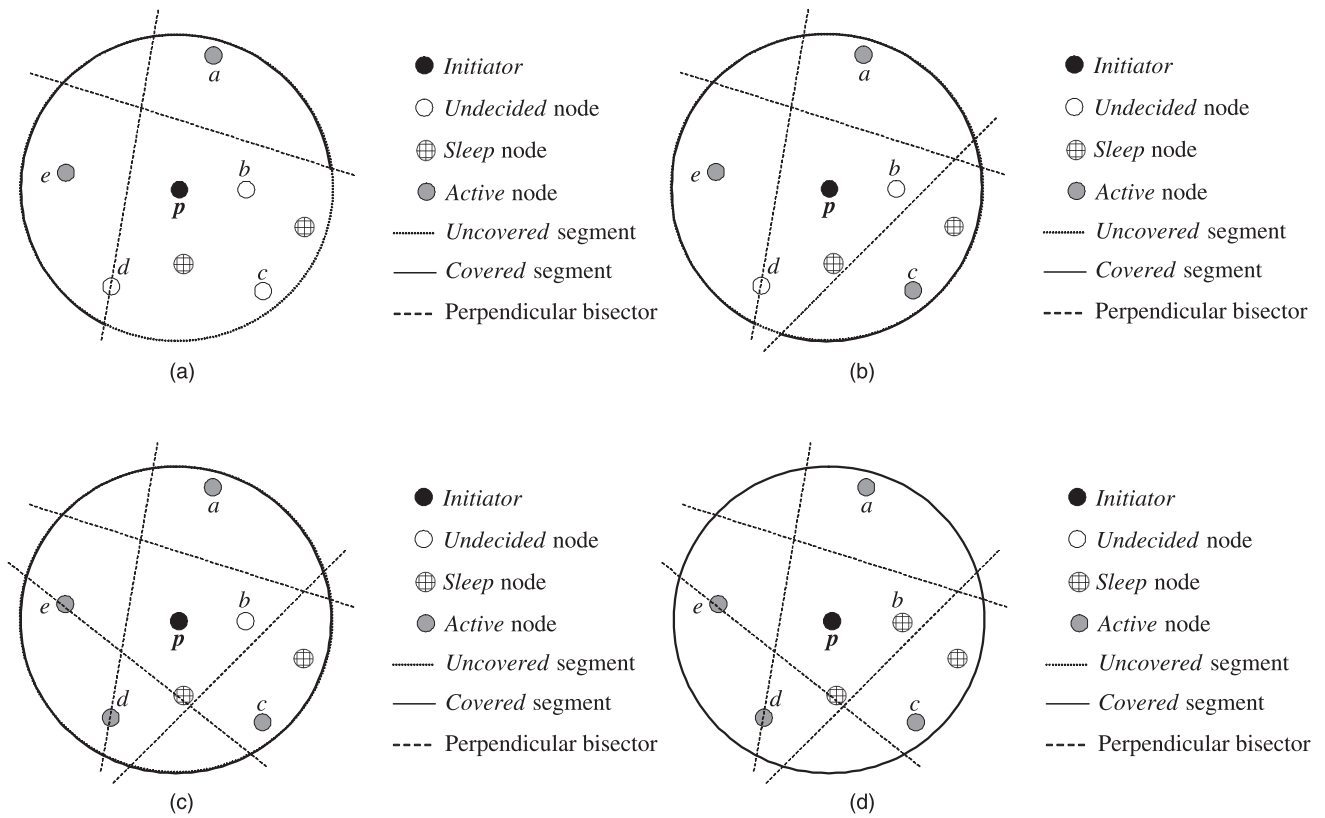 a
e
b
p
d
c
Initiator
Undecided node
Sleep node
Active node
Uncovered segment
Covered segment
Perpendicular bisector
(a)
a
e
b
p
d
c
Initiator
Undecided node
Sleep node
Active node
Uncovered segment
Covered segment
Perpendicular bisector
(b)
a
e
b
p
d
c
Initiator
Undecided node
Sleep node
Active node
Uncovered segment
Covered segment
Perpendicular bisector
(c)
a
e
b
p
d
c
Initiator
Undecided node
Sleep node
Active node
Uncovered segment
Covered segment
Perpendicular bisector
(d)